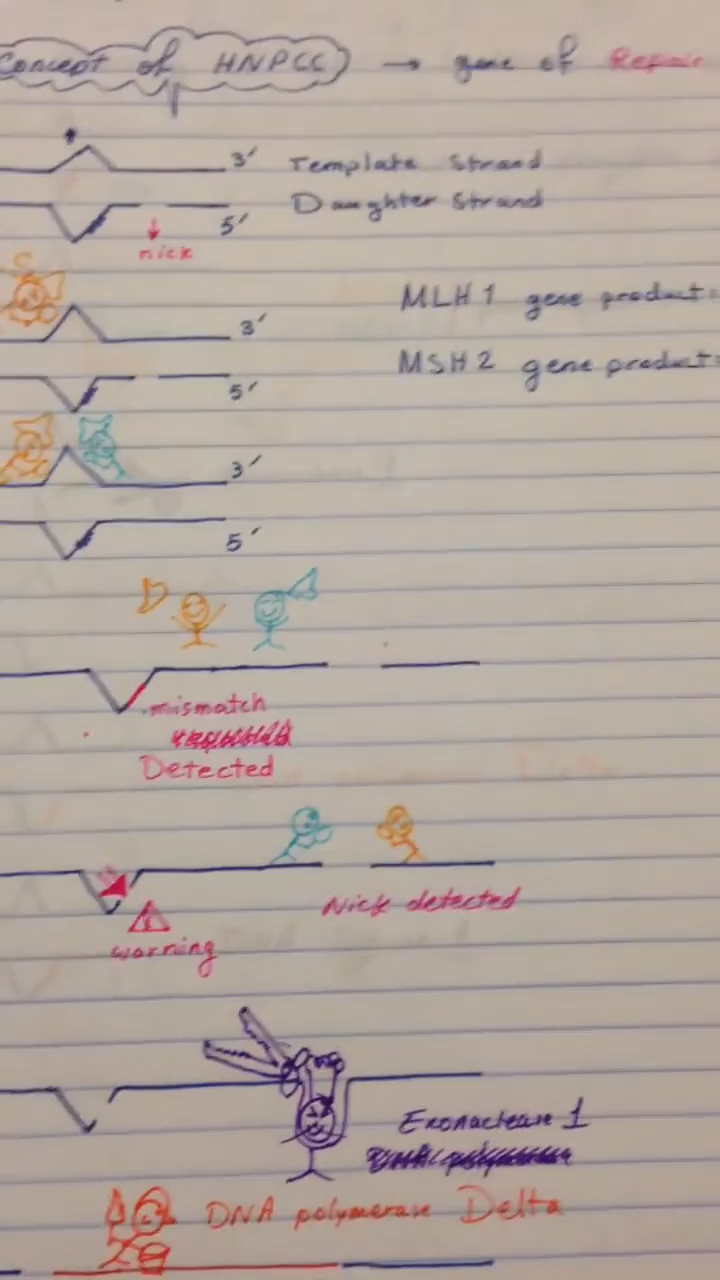 Concept of HNPCC → gene of Repair
3′ Template Strand
Daughter Strand
5′
nick
MLH1 gene product
3′
MSH2 gene product
5′
3′
5′
mismatch
Detected
Nick detected
warning
Exonuclease 1
DNA polymerase Delta